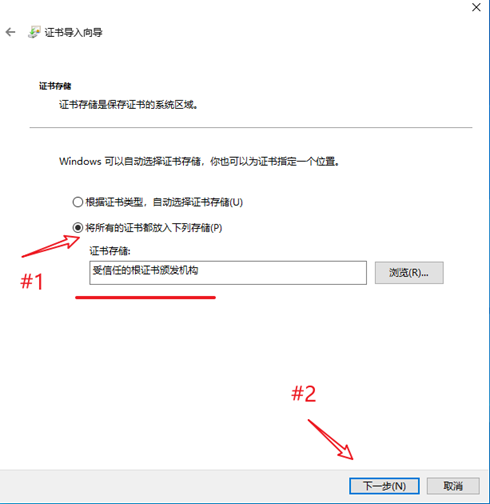 证书导入向导
证书存储
证书存储是保存证书的系统区域。
Windows 可以自动选择证书存储，你也可以为证书指定一个位置。
根据证书类型，自动选择证书存储(U)
将所有的证书都放入下列存储(P)
证书存储:
受信任的根证书颁发机构
浏览(R)...
#1
#2
下一步(N)
取消